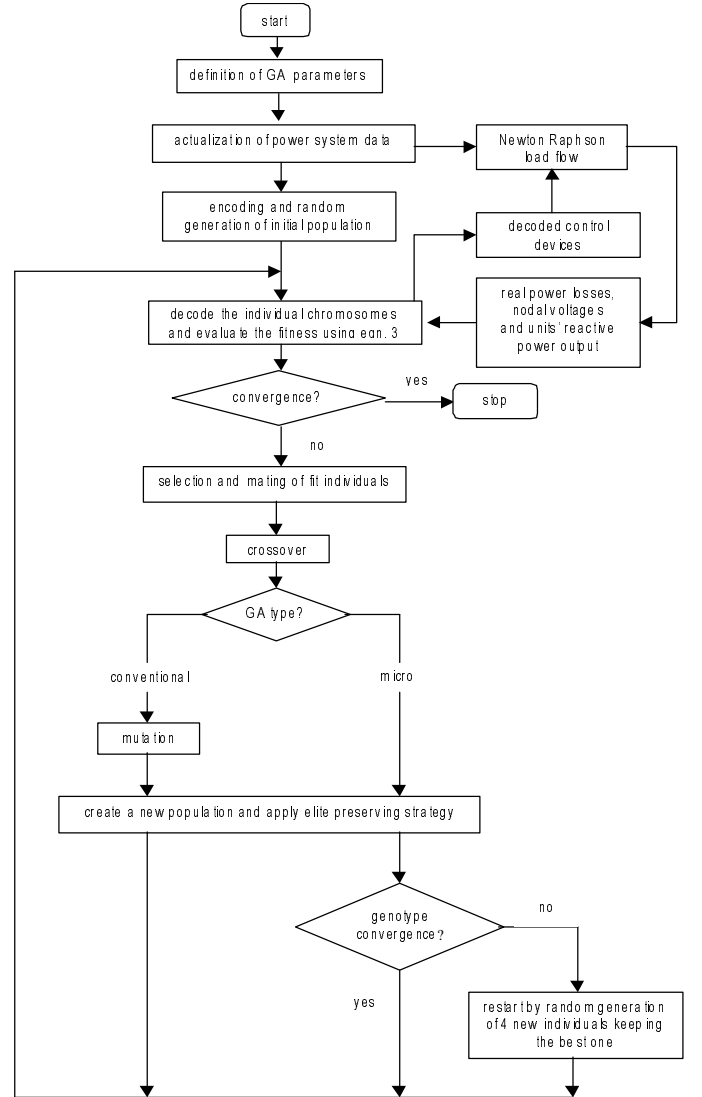 start
definition of GA parameters
actualization of power system data
Newton Raphson
load flow
encoding and random
generation of initial population
decoded control
devices
decode the individual chromosomes
and evaluate the fitness using eqn. 3
real power losses,
nodal voltages
and units' reactive
power output
convergence?
yes
stop
no
selection and mating of fit individuals
crossover
GA type?
conventional
micro
mutation
create a new population and apply elite preserving strategy
genotype
convergence?
no
yes
restart by random generation
of 4 new individuals keeping
the best one